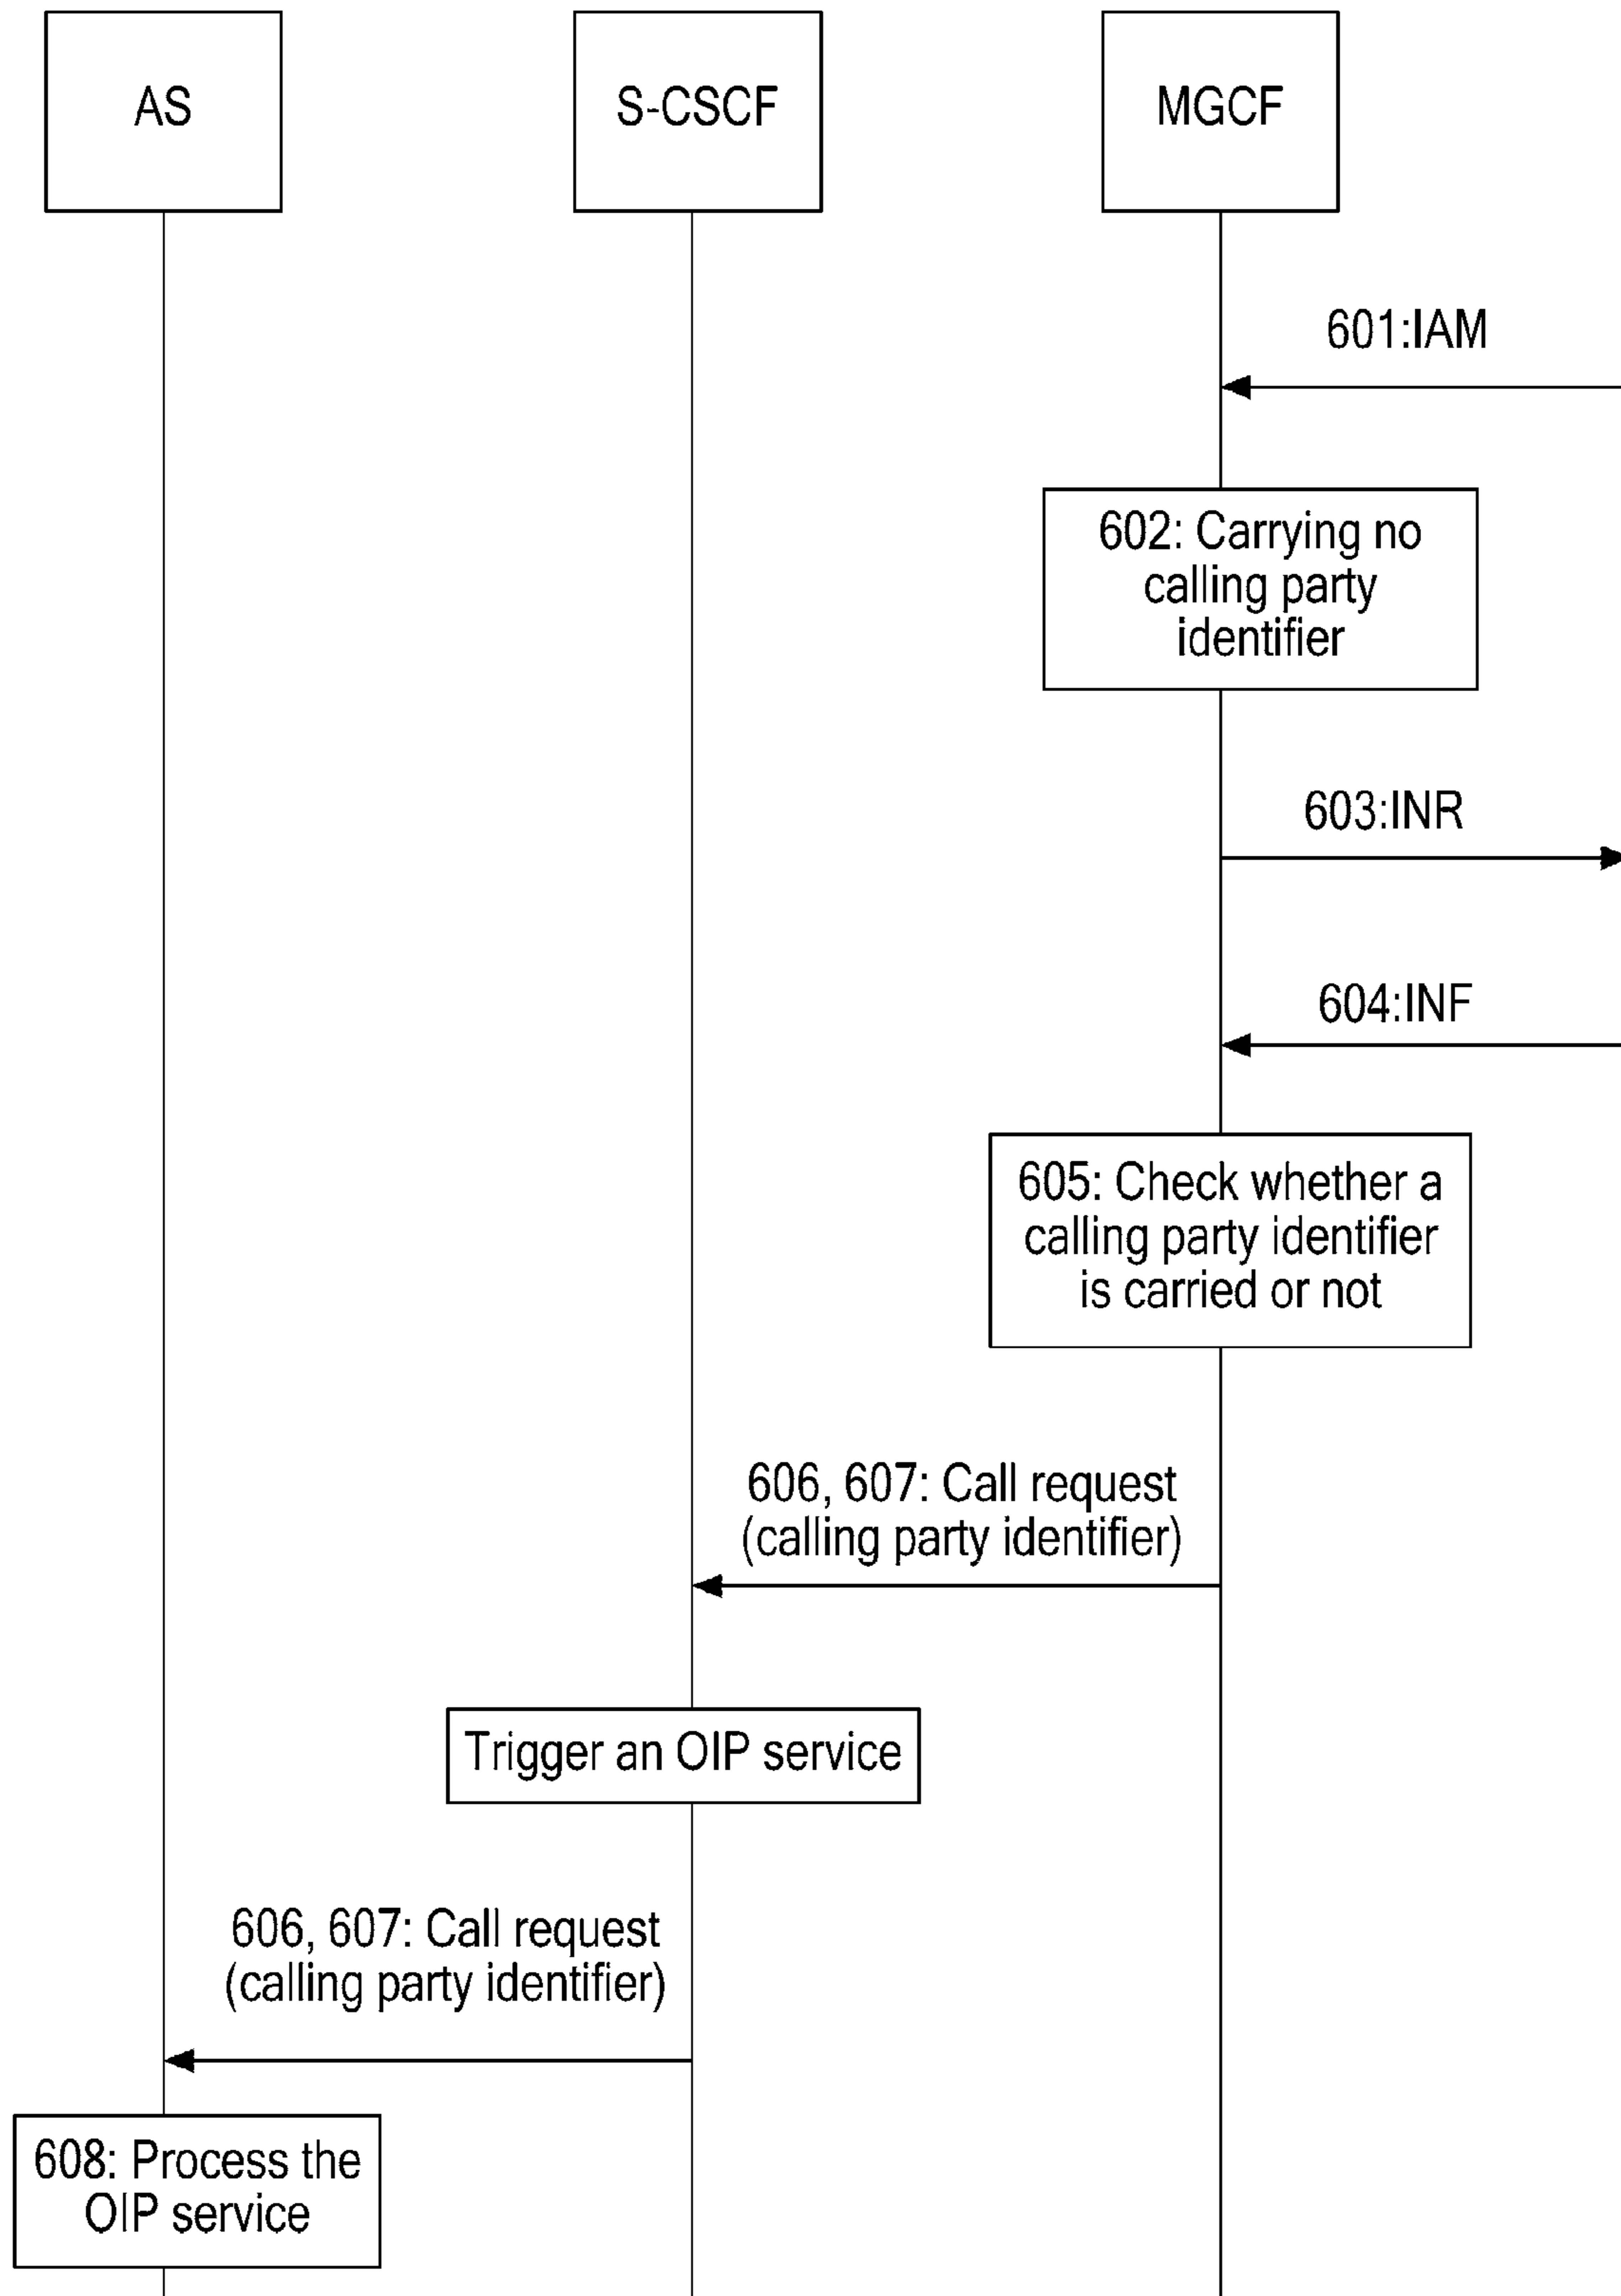 AS
S-CSCF
MGCF
601:IAM
602: Carrying no
calling party
identifier
603:INR
604:INF
605: Check whether a
calling party identifier
is carried or not
606, 607: Call request
(calling party identifier)
Trigger an OIP service
606, 607: Call request
(calling party identifier)
608: Process the
OIP service